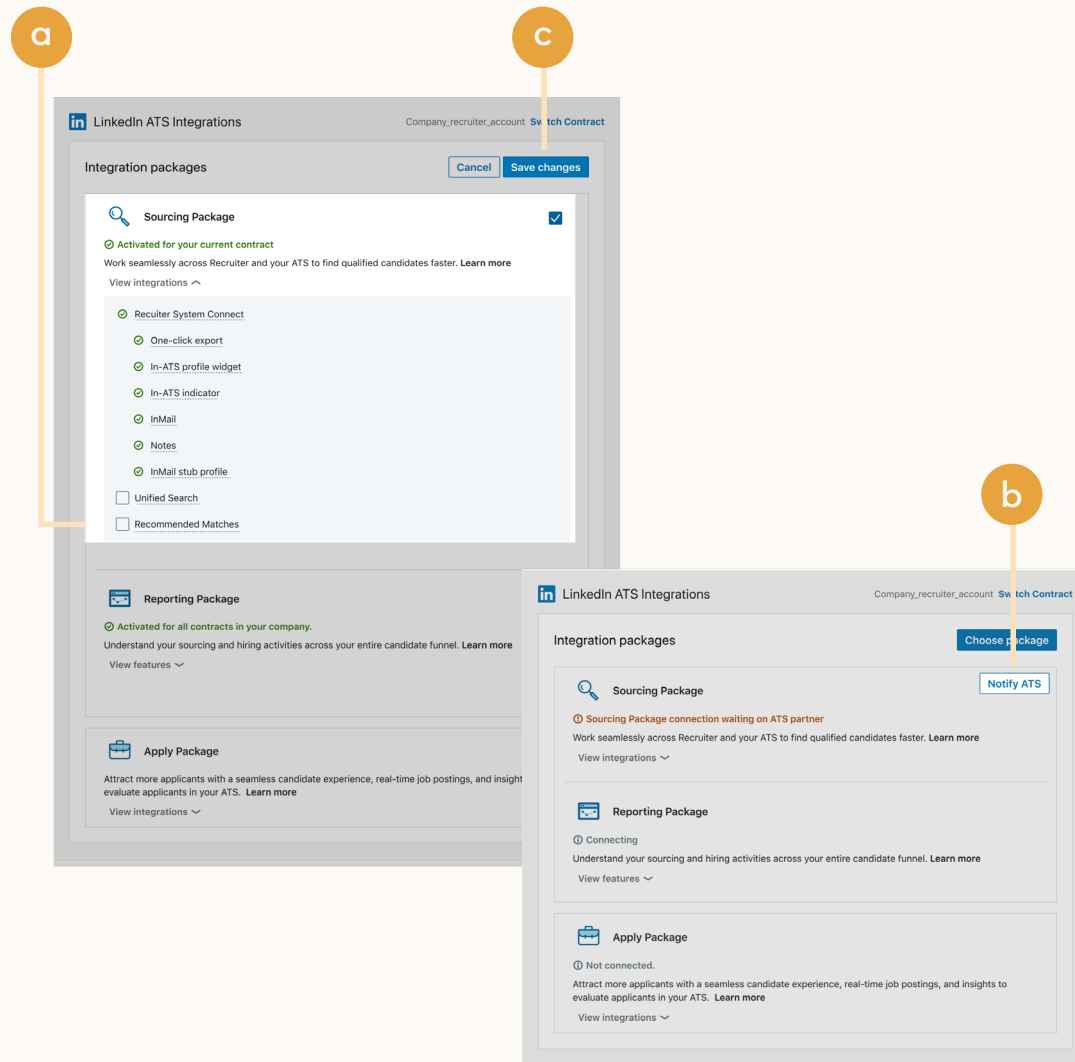 a
c
in LinkedIn ATS Integrations
Company_recruiter_account Switch Contract
Integration packages
Cancel
Save changes
Sourcing Package
Activated for your current contract
Work seamlessly across Recruiter and your ATS to find qualified candidates faster. Learn more
View integrations
Recuiter System Connect
One-click export
In-ATS profile widget
In-ATS indicator
InMail
Notes
InMail stub profile
Unified Search
Recommended Matches
Reporting Package
Activated for all contracts in your company.
Understand your sourcing and hiring activities across your entire candidate funnel. Learn more
View features
Apply Package
Attract more applicants with a seamless candidate experience, real-time job postings, and insight
evaluate applicants in your ATS. Learn more
View integrations
b
in LinkedIn ATS Integrations
Company_recruiter_account Switch Contract
Integration packages
Choose package
Sourcing Package
Notify ATS
Sourcing Package connection waiting on ATS partner
Work seamlessly across Recruiter and your ATS to find qualified candidates faster. Learn more
View integrations
Reporting Package
Connecting
Understand your sourcing and hiring activities across your entire candidate funnel. Learn more
View features
Apply Package
Not connected.
Attract more applicants with a seamless candidate experience, real-time job postings, and insights to
evaluate applicants in your ATS. Learn more
View integrations